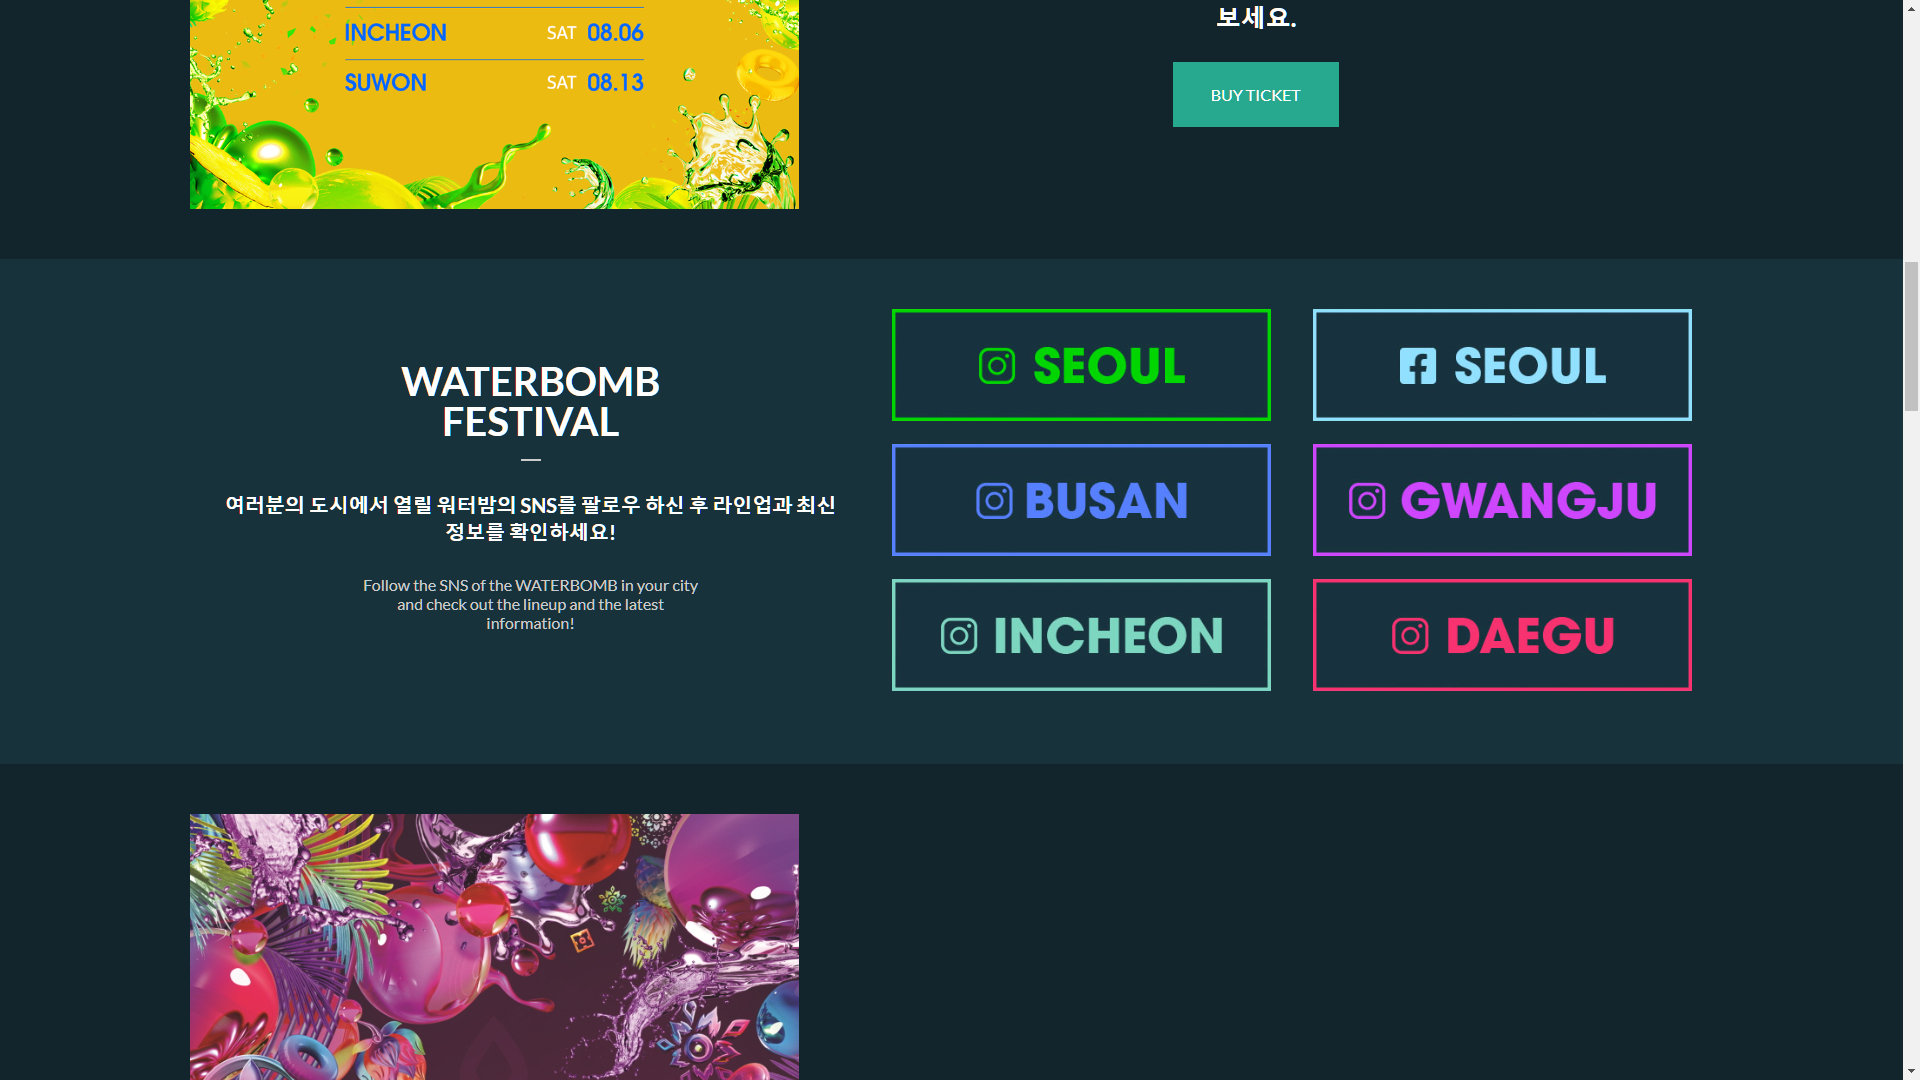 INCHEON SAT 08.06
SUWON SAT 08.13
보세요.
BUY TICKET
WATERBOMB
FESTIVAL
여러분의 도시에서 열릴 워터밤의 SNS를 팔로우 하신 후 라인업과 최신
정보를 확인하세요!
Follow the SNS of the WATERBOMB in your city
and check out the lineup and the latest
information!
SEOUL
SEOUL
BUSAN
GWANGJU
INCHEON
DAEGU